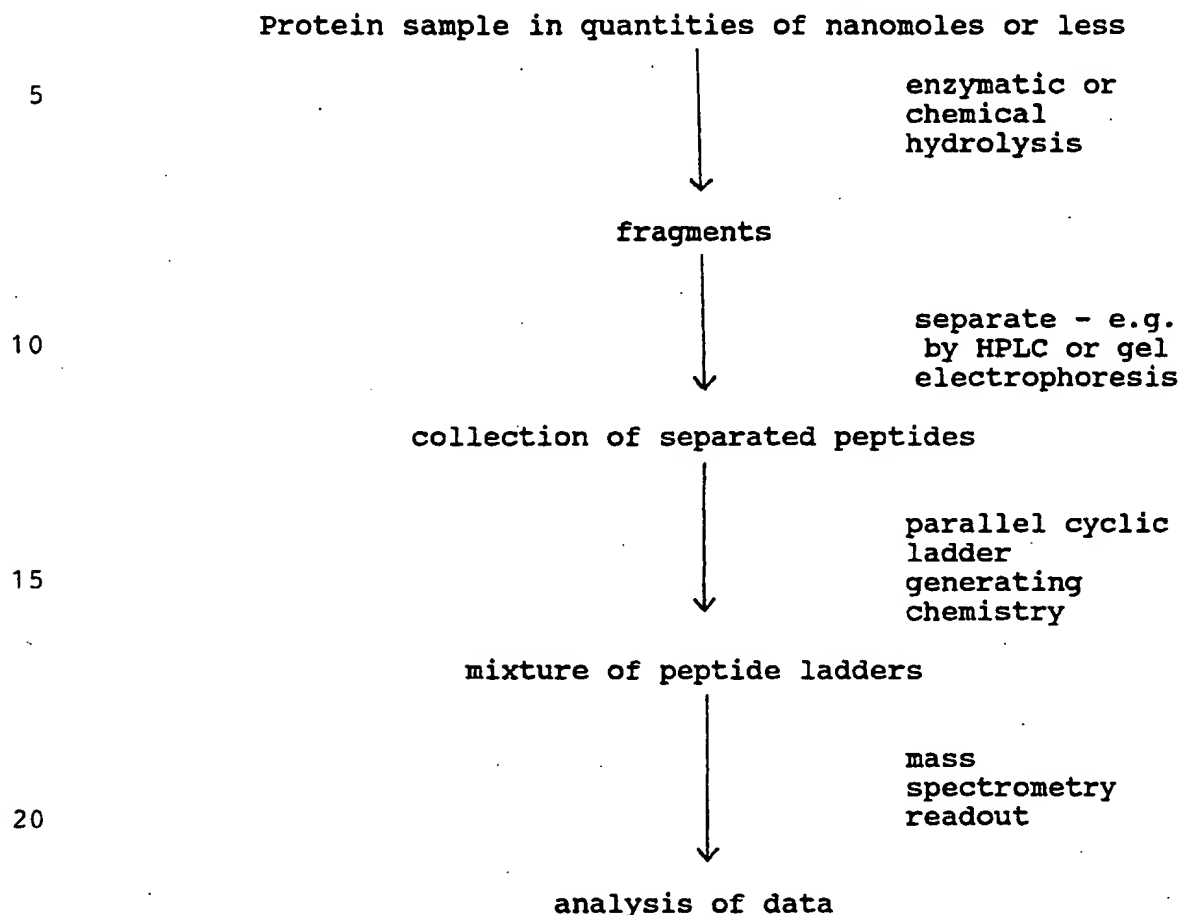 Protein sample in quantities of nanomoles or less
5
enzymatic or
chemical
hydrolysis
fragments
separate - e.g.
10
by HPLC or gel
electrophoresis
collection of separated peptides
parallel cyclic
ladder
15
generating
chemistry
mixture of peptide ladders
mass
spectrometry
20
readout
analysis of data